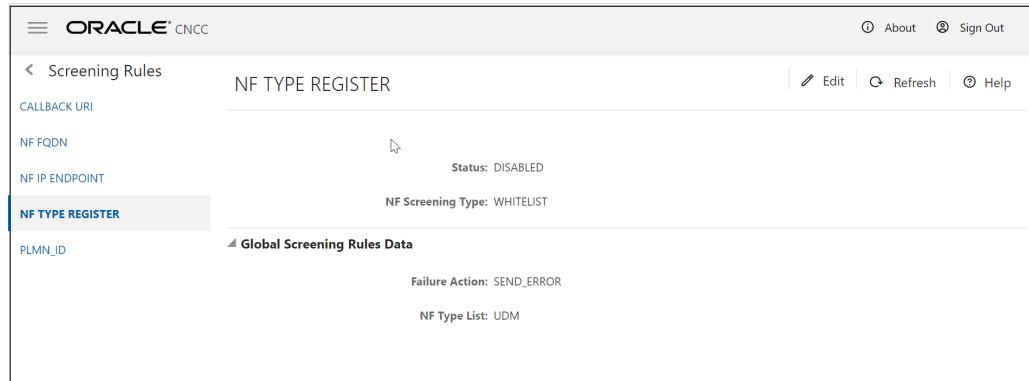 ORACLE® CNCC
About
Sign Out
Screening Rules
CALLBACK URI
NF FQDN
NF IP ENDPOINT
NF TYPE REGISTER
PLMN_ID
NF TYPE REGISTER
Edit
Refresh
Help
Status: DISABLED
NF Screening Type: WHITELIST
Global Screening Rules Data
Failure Action: SEND_ERROR
NF Type List: UDM